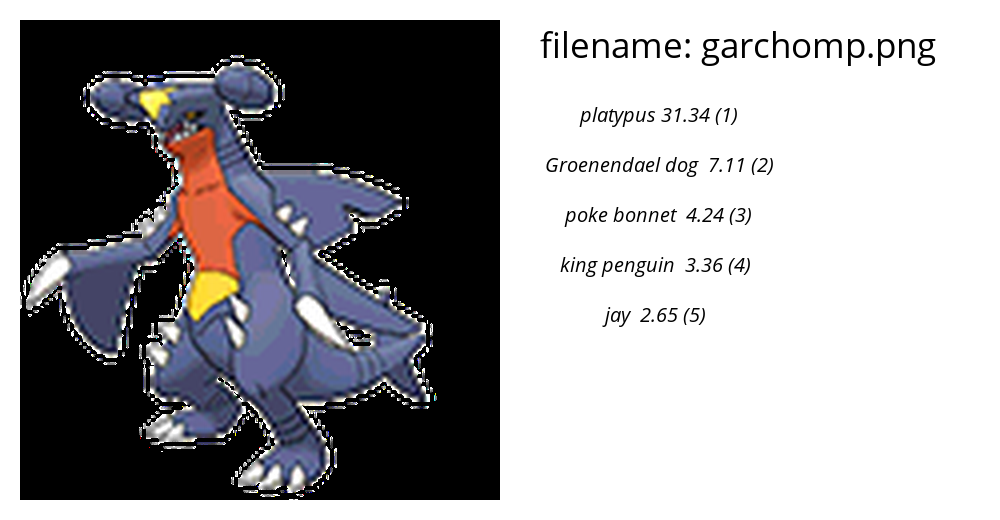 filename: garchomp.png
platypus 31.34 (1)
Groenendael dog 7.11 (2)
poke bonnet 4.24 (3)
king penguin 3.36 (4)
jay 2.65 (5)